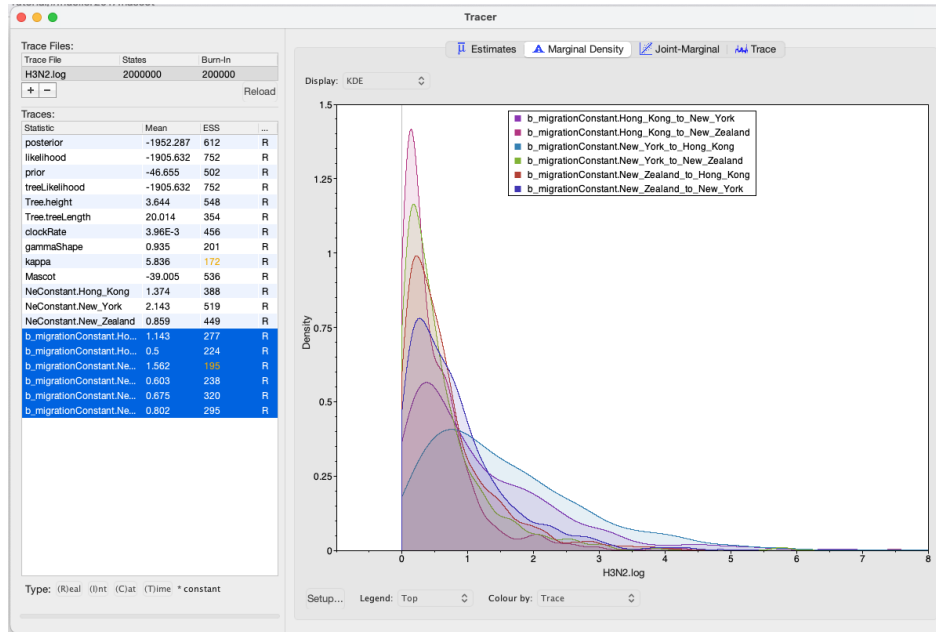 Tracer
Trace Files:
Trace File States Burn-In
H3N2.log 2000000 200000
+ − Reload
Traces:
Statistic Mean ESS ...
posterior -1952.287 612 R
likelihood -1905.632 752 R
prior -46.655 502 R
treeLikelihood -1905.632 752 R
Tree.height 3.644 548 R
Tree.treeLength 20.014 354 R
clockRate 3.96E-3 456 R
gammaShape 0.935 201 R
kappa 5.836 172 R
Mascot -39.005 536 R
NeConstant.Hong_Kong 1.374 388 R
NeConstant.New_York 2.143 519 R
NeConstant.New_Zealand 0.859 449 R
b_migrationConstant.Ho... 1.143 277 R
b_migrationConstant.Ho... 0.5 224 R
b_migrationConstant.Ne... 1.562 195 R
b_migrationConstant.Ne... 0.603 238 R
b_migrationConstant.Ne... 0.675 320 R
b_migrationConstant.Ne... 0.802 295 R
Type: (R)eal (I)nt (C)at (T)ime * constant
Estimates Marginal Density Joint-Marginal Trace
Display: KDE
b_migrationConstant.Hong_Kong_to_New_York
b_migrationConstant.Hong_Kong_to_New_Zealand
b_migrationConstant.New_York_to_Hong_Kong
b_migrationConstant.New_York_to_New_Zealand
b_migrationConstant.New_Zealand_to_Hong_Kong
b_migrationConstant.New_Zealand_to_New_York
1.5
1.25
1
0.75
0.5
0.25
0
Density
0 1 2 3 4 5 6 7 8
H3N2.log
Setup... Legend: Top Colour by: Trace